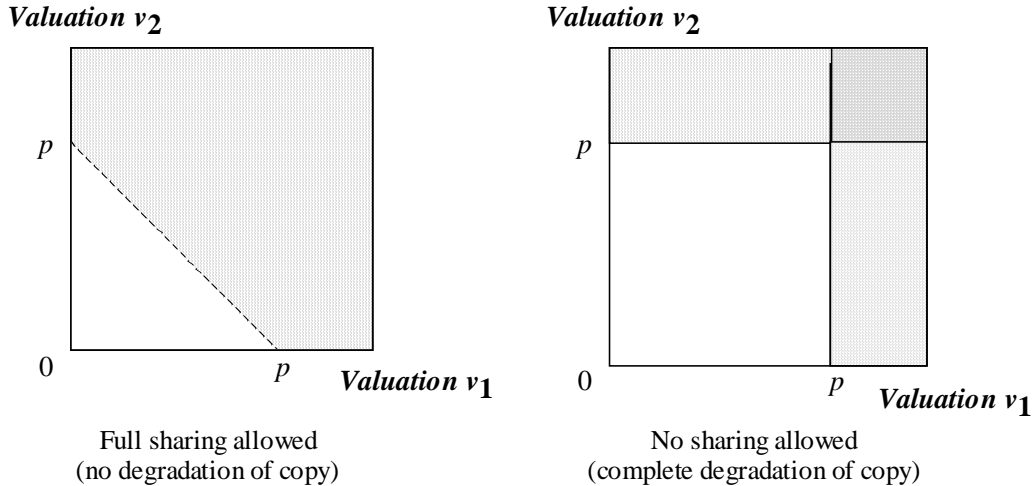 Valuation v2
p
0
p
Valuation v1
Full sharing allowed
(no degradation of copy)
Valuation v2
p
0
p
Valuation v1
No sharing allowed
(complete degradation of copy)